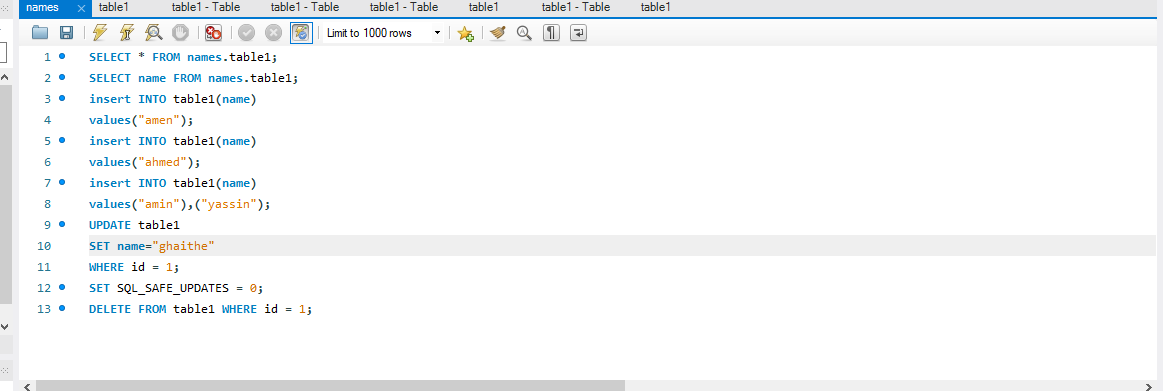 names table1 table1 - Table table1 - Table table1 - Table table1 table1 - Table table1
Limit to 1000 rows
1 SELECT * FROM names.table1;
2 SELECT name FROM names.table1;
3 insert INTO table1(name)
4 values("amen");
5 insert INTO table1(name)
6 values("ahmed");
7 insert INTO table1(name)
8 values("amin"),("yassin");
9 UPDATE table1
10 SET name="ghaithe"
11 WHERE id = 1;
12 SET SQL_SAFE_UPDATES = 0;
13 DELETE FROM table1 WHERE id = 1;